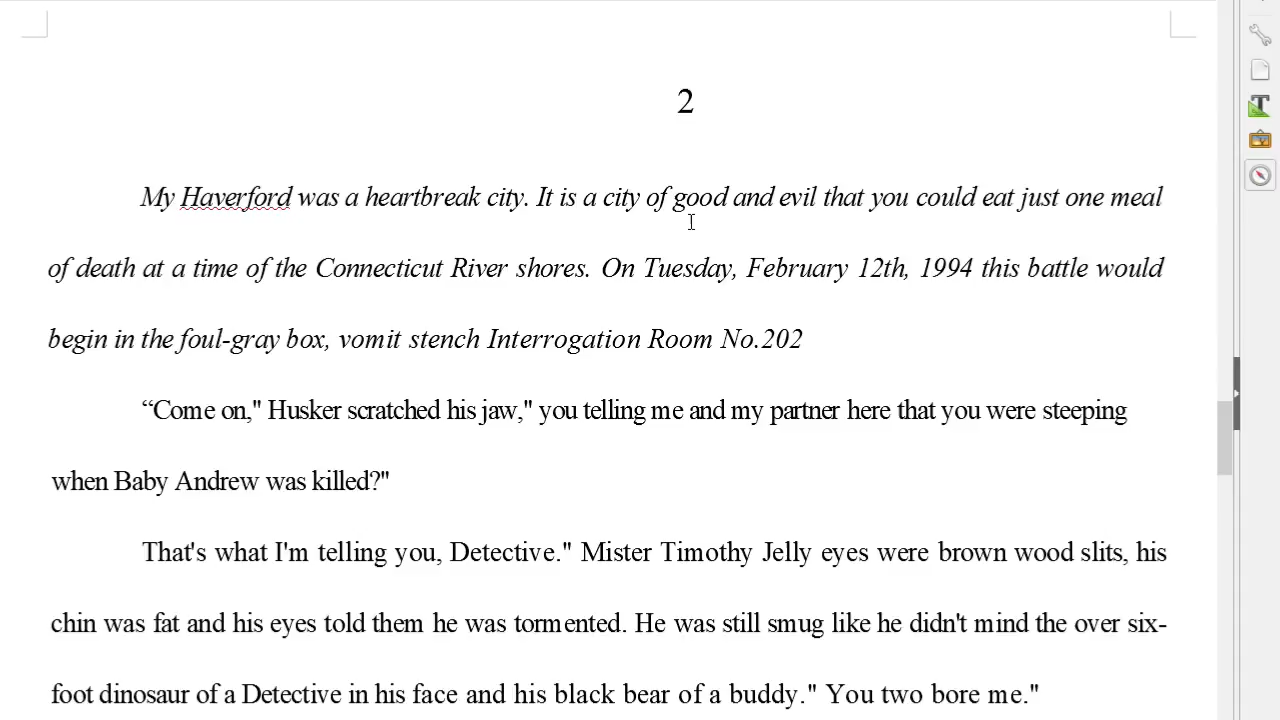 2
My Haverford was a heartbreak city. It is a city of good and evil that you could eat just one meal
of death at a time of the Connecticut River shores. On Tuesday, February 12th, 1994 this battle would
begin in the foul-gray box, vomit stench Interrogation Room No.202
“Come on," Husker scratched his jaw," you telling me and my partner here that you were steeping
when Baby Andrew was killed?"
That's what I'm telling you, Detective." Mister Timothy Jelly eyes were brown wood slits, his
chin was fat and his eyes told them he was tormented. He was still smug like he didn't mind the over six-
foot dinosaur of a Detective in his face and his black bear of a buddy." You two bore me."